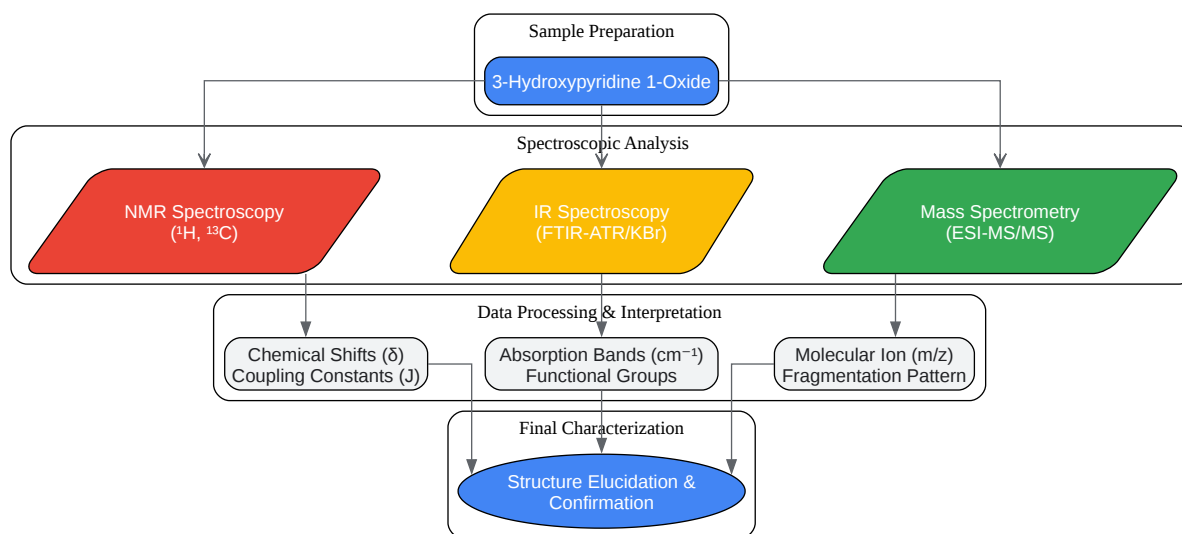 Sample Preparation
3-Hydroxypyridine 1-Oxide
Spectroscopic Analysis
NMR Spectroscopy
(¹H, ¹³C)
IR Spectroscopy
(FTIR-ATR/KBr)
Mass Spectrometry
(ESI-MS/MS)
Data Processing & Interpretation
Chemical Shifts (δ)
Coupling Constants (J)
Absorption Bands (cm⁻¹)
Functional Groups
Molecular Ion (m/z)
Fragmentation Pattern
Final Characterization
Structure Elucidation &
Confirmation